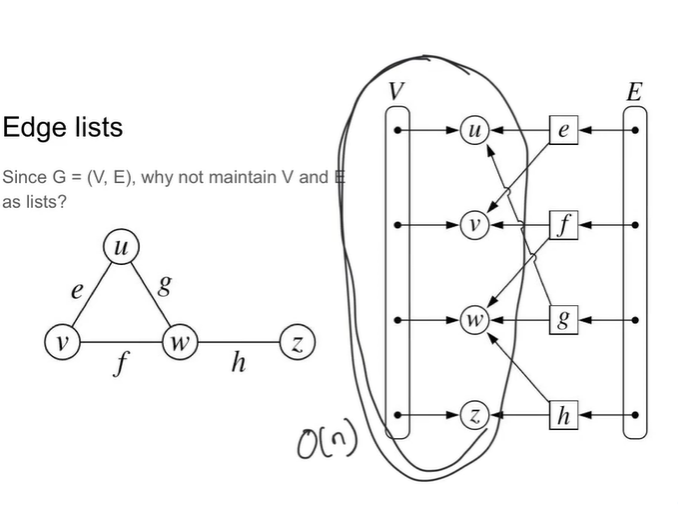 Edge lists
Since G = (V, E), why not maintain V and E
as lists?
u
e
g
v
w
z
f
h
V
E
u
e
v
f
w
g
z
h
O(n)